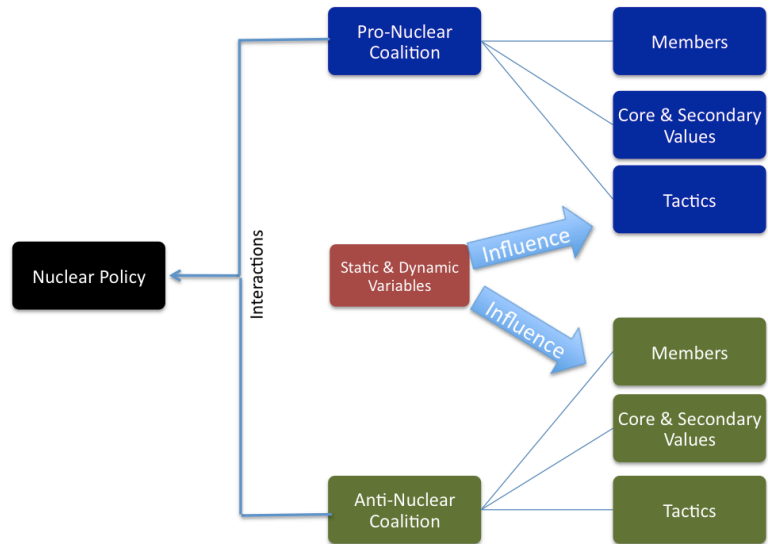 Pro-Nuclear
Coalition
Members
Core & Secondary
Values
Tactics
Influence
Interactions
Nuclear Policy
Static & Dynamic
Variables
Influence
Members
Core & Secondary
Values
Anti-Nuclear
Coalition
Tactics